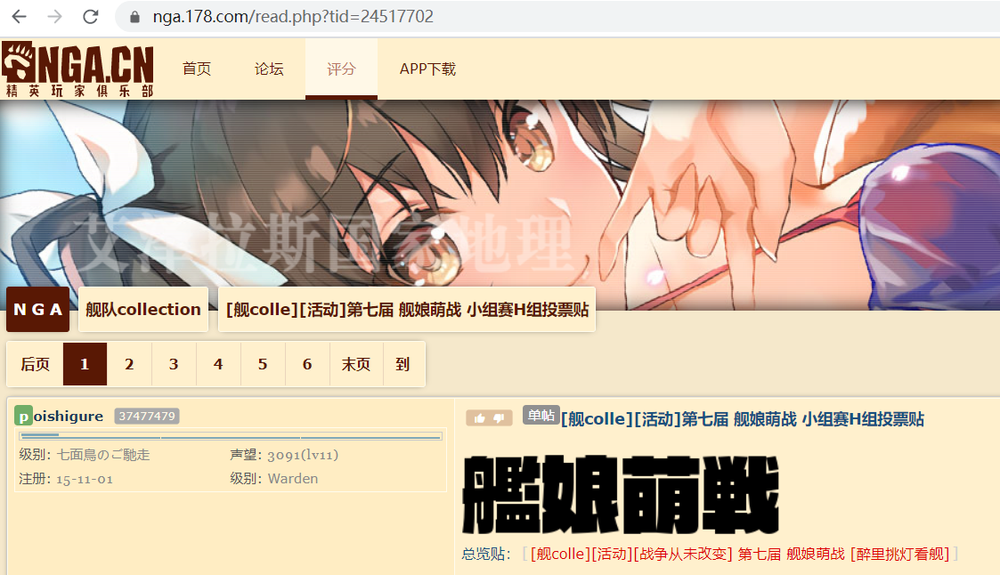 nga.178.com/read.php?tid=24517702
NGA.CN
精英玩家俱乐部
首页 论坛 评分 APP下载
艾泽拉斯国家地理
NGA 舰队collection [舰colle][活动]第七届 舰娘萌战 小组赛H组投票贴
后页 1 2 3 4 5 6 末页 到
poishigure 37477479
级别: 七面鳥のご馳走 声望: 3091(lv11)
注册: 15-11-01 级别: Warden
单帖 [舰colle][活动]第七届 舰娘萌战 小组赛H组投票贴
艦娘萌戦
总览贴: [ [舰colle][活动][战争从未改变] 第七届 舰娘萌战 [醉里挑灯看舰] ]